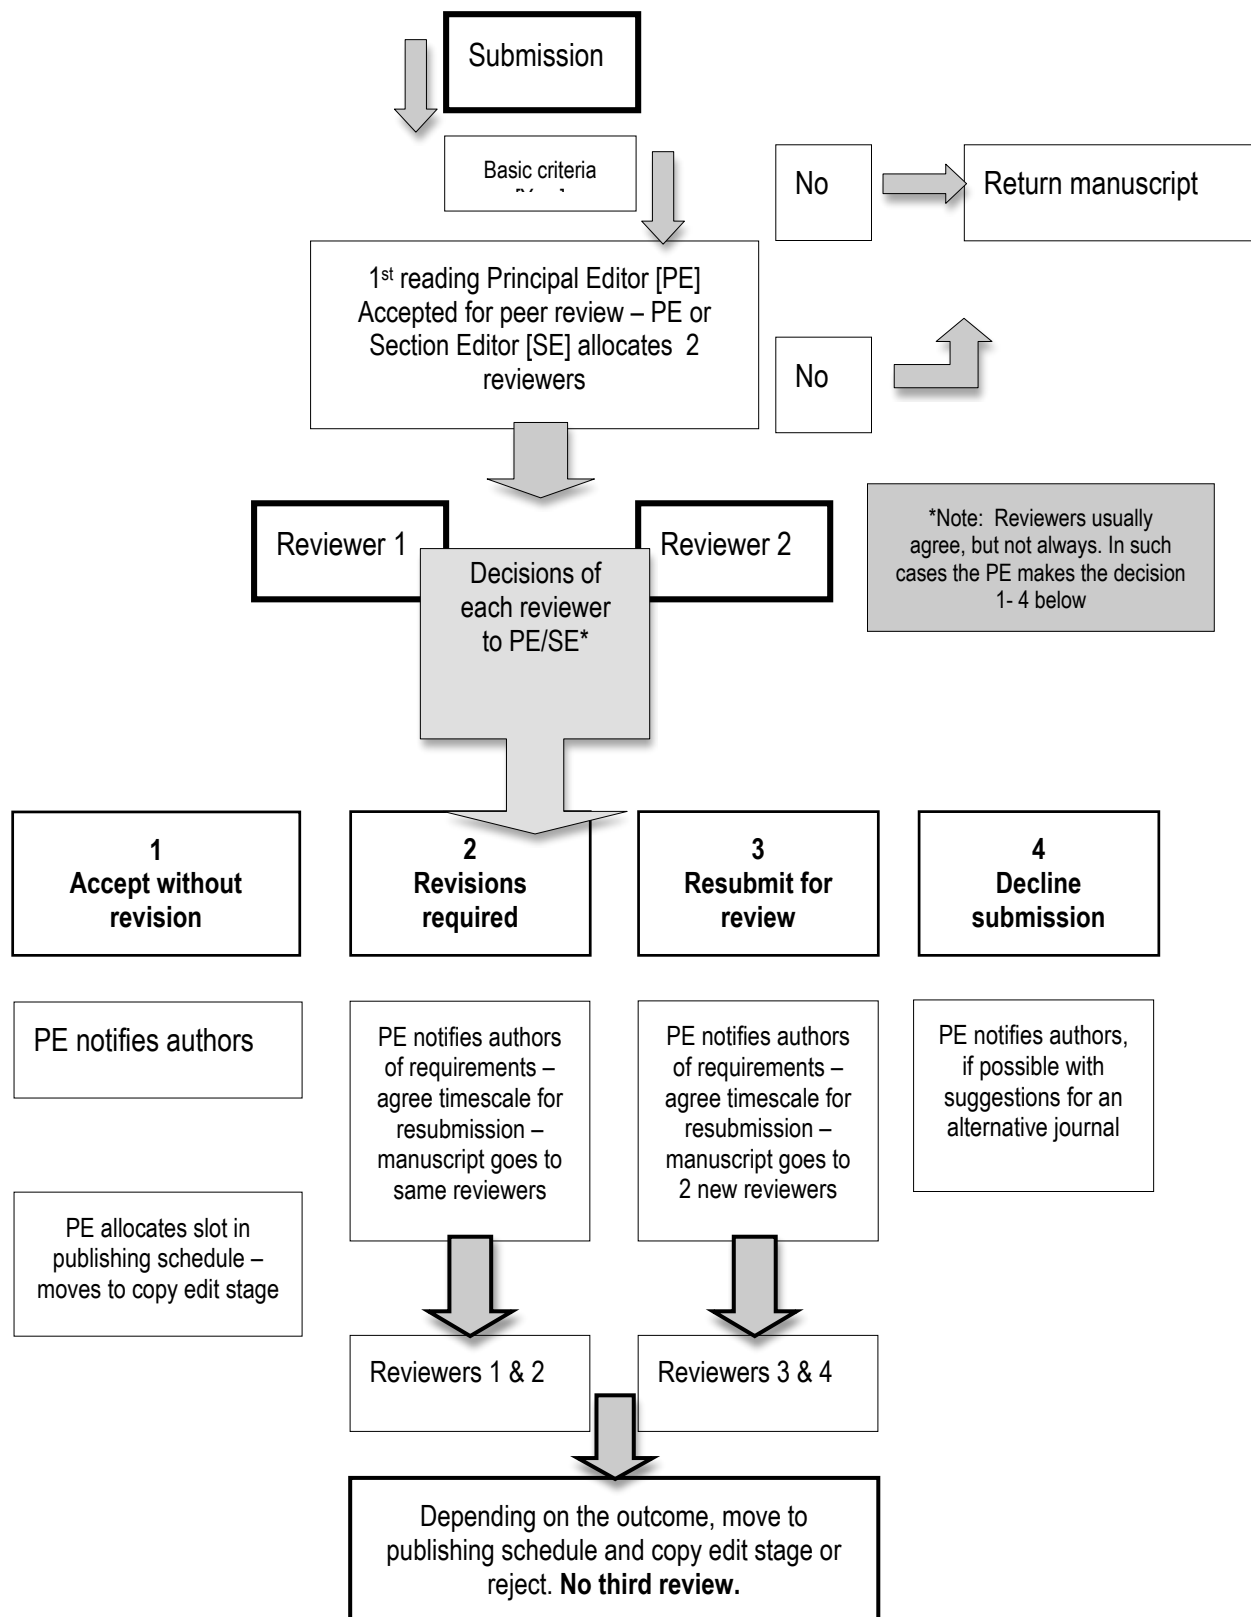 Submission
Basic criteria
No
Return manuscript
1st reading Principal Editor [PE]
Accepted for peer review – PE or
Section Editor [SE] allocates 2
reviewers
No
Reviewer 1
Reviewer 2
Decisions of
each reviewer
to PE/SE*
*Note: Reviewers usually
agree, but not always. In such
cases the PE makes the decision
1- 4 below
1
Accept without
revision
2
Revisions
required
3
Resubmit for
review
4
Decline
submission
PE notifies authors
PE notifies authors
of requirements –
agree timescale for
resubmission –
manuscript goes to
same reviewers
PE notifies authors
of requirements –
agree timescale for
resubmission –
manuscript goes to
2 new reviewers
PE notifies authors,
if possible with
suggestions for an
alternative journal
PE allocates slot in
publishing schedule –
moves to copy edit stage
Reviewers 1 & 2
Reviewers 3 & 4
Depending on the outcome, move to
publishing schedule and copy edit stage or
reject. No third review.